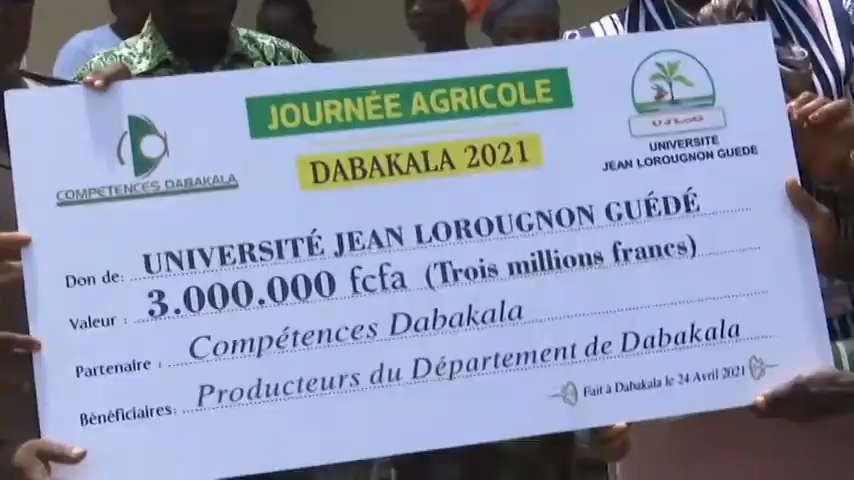 JOURNÉE AGRICOLE
DABAKALA 2021
COMPETENCES DABAKALA
UNIVERSITE
JEAN LOROUGNON GUEDE
Don de: UNIVERSITÉ JEAN LOROUGNON GUÉDÉ
Valeur : 3.000.000 fcfa (Trois millions francs)
Partenaire : Compétences Dabakala
Bénéficiaires: Producteurs du Département de Dabakala
Fait à Dabakala le 24 Avril 2021